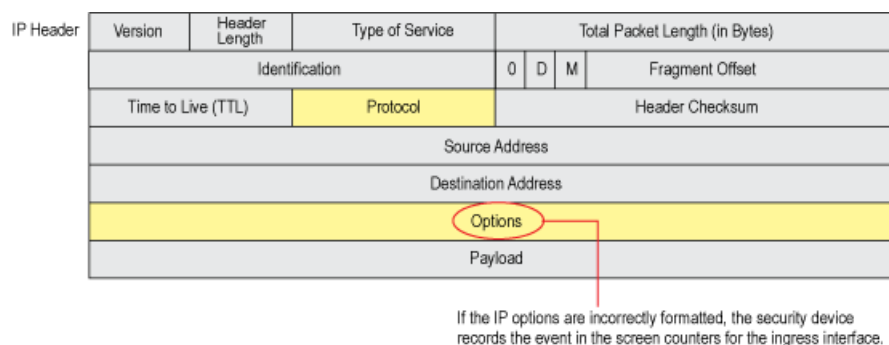 IP Header
Version
Header
Length
Type of Service
Total Packet Length (in Bytes)
Identification
0
D
M
Fragment Offset
Time to Live (TTL)
Protocol
Header Checksum
Source Address
Destination Address
Options
Payload
If the IP options are incorrectly formatted, the security device
records the event in the screen counters for the ingress interface.